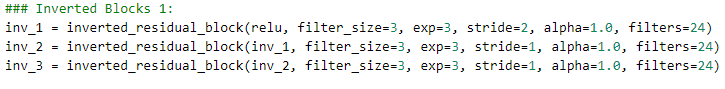 ### Inverted Blocks 1:
inv_1 = inverted_residual_block(relu, filter_size=3, exp=3, stride=2, alpha=1.0, filters=24)
inv_2 = inverted_residual_block(inv_1, filter_size=3, exp=3, stride=1, alpha=1.0, filters=24)
inv_3 = inverted_residual_block(inv_2, filter_size=3, exp=3, stride=1, alpha=1.0, filters=24)